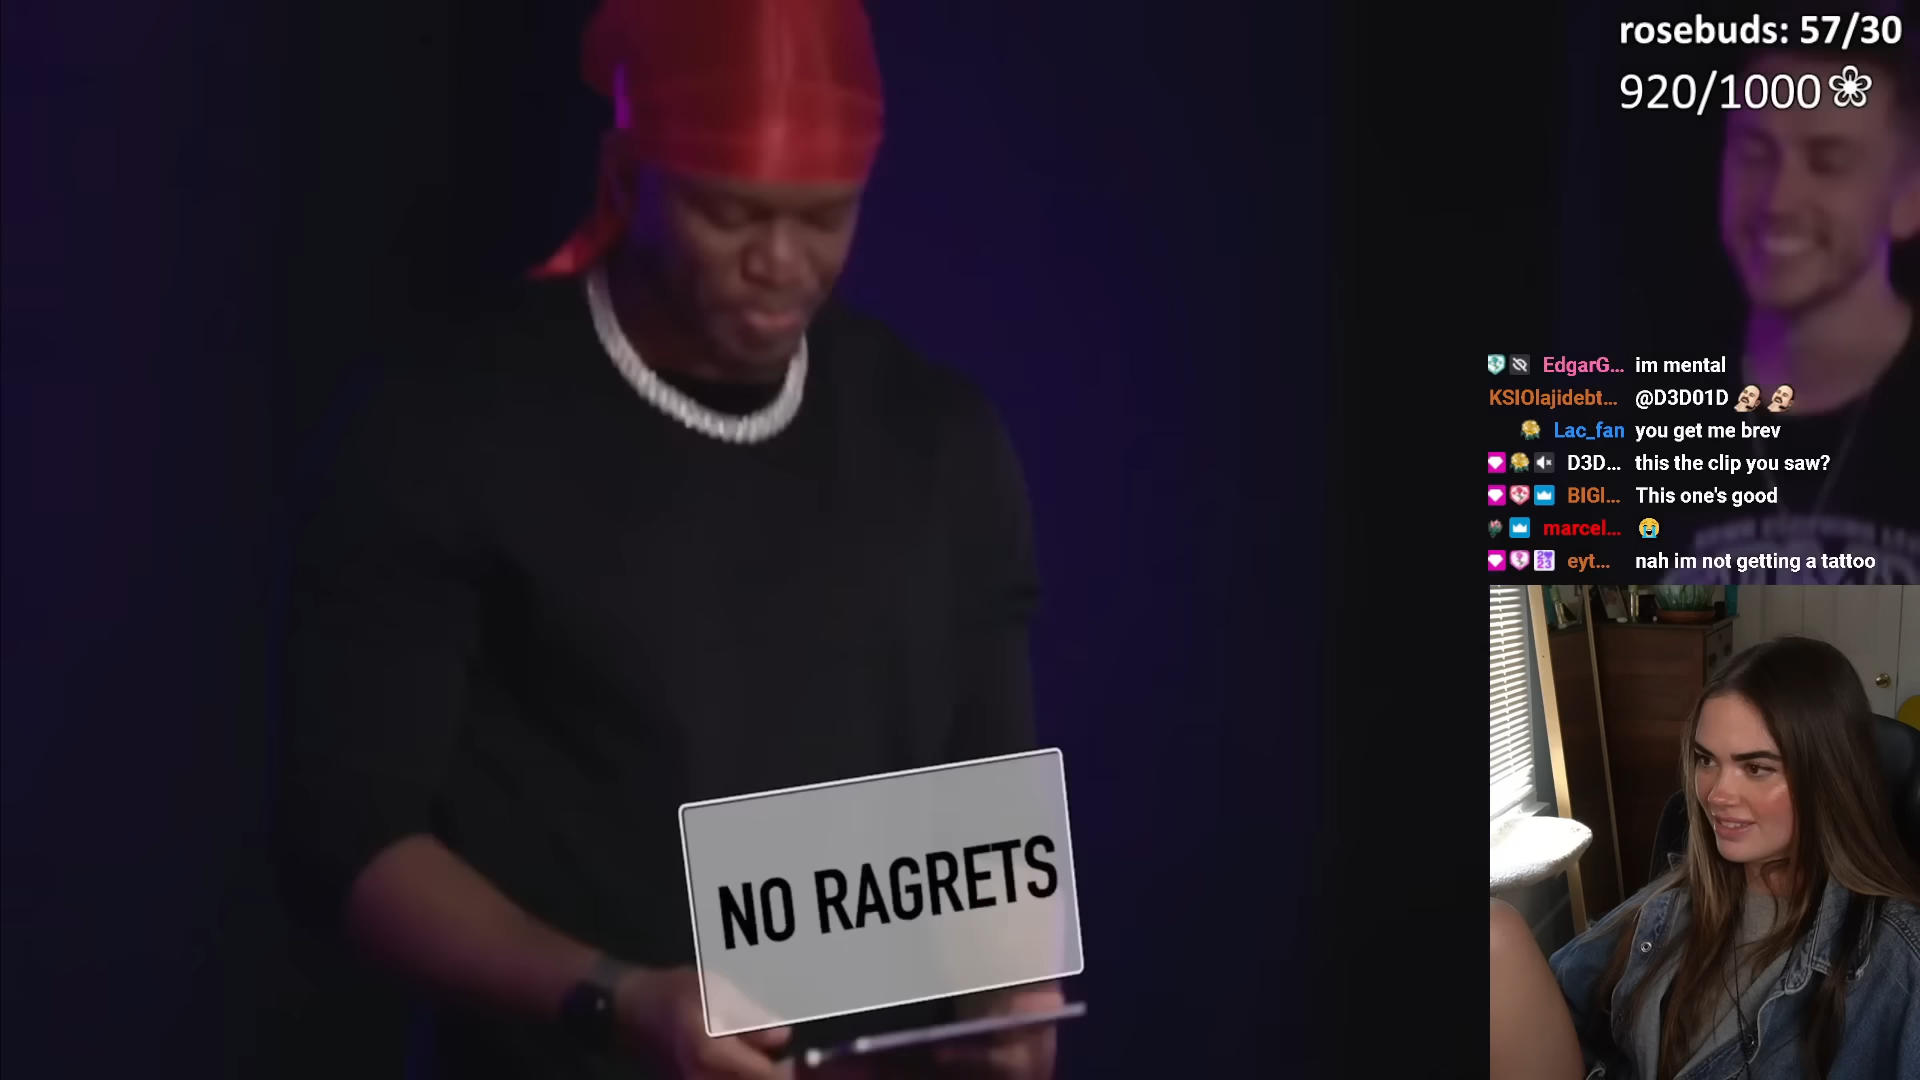 rosebuds: 57/30
920/1000
EdgarG... im mental
KSIOlajidebt... @D3D01D
Lac_fan you get me brev
D3D... this the clip you saw?
BIGl... This one's good
marcel...
eyt... nah im not getting a tattoo
NO RAGRETS